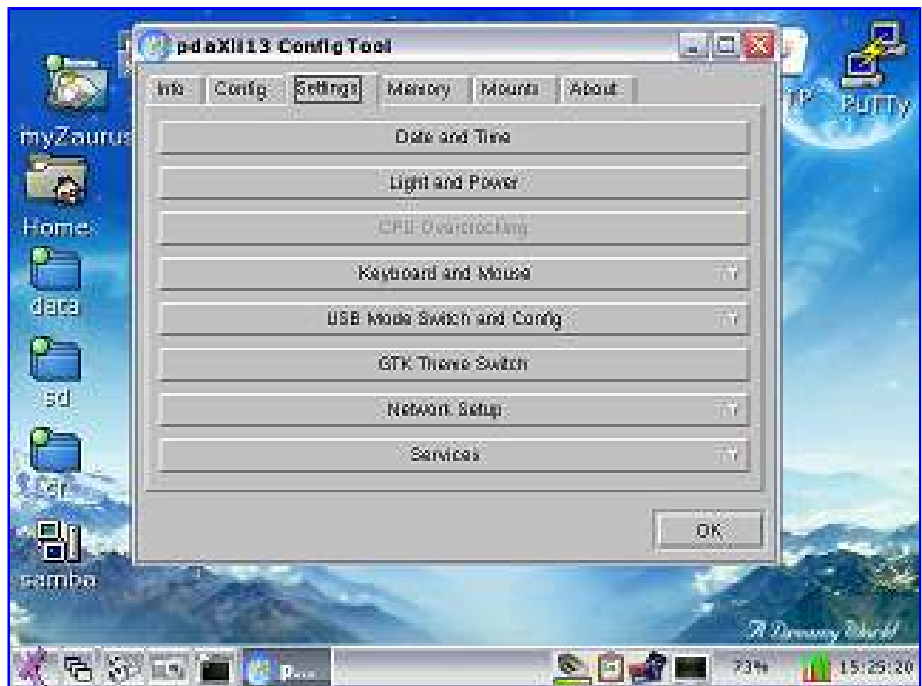 pdaXii13 ConfigTool
Info Config Settings Memory Mounts About
Date and Time
Light and Power
CPU Overclocking
Keyboard and Mouse
USB Mode Switch and Config
GTK Theme Switch
Network Setup
Services
OK
myZaurus
Home
data
sd
cf
samba
PuTTY
A Dreamy World
73%
15:25:20